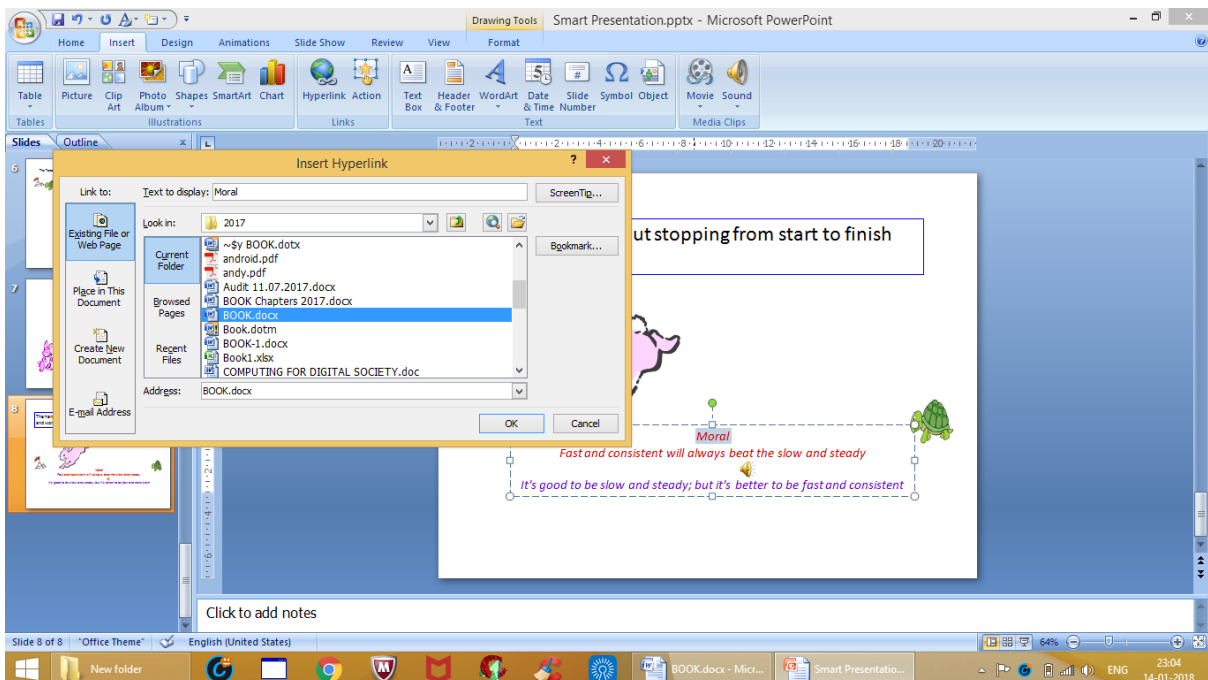 Drawing Tools
Smart Presentation.pptx - Microsoft PowerPoint
Home Insert Design Animations Slide Show Review View Format
Table
Picture
Clip Art
Photo Album
Shapes
SmartArt
Chart
Hyperlink
Action
Text Box
Header & Footer
WordArt
Date & Time
Slide Number
Symbol
Object
Movie
Sound
Tables
Illustrations
Links
Text
Media Clips
Slides
Outline
Insert Hyperlink
Link to:
Text to display: Moral
ScreenTip...
Existing File or
Web Page
Look in: 2017
Bookmark...
Current
Folder
~$y BOOK.dotx
android.pdf
andy.pdf
Audit 11.07.2017.docx
BOOK Chapters 2017.docx
BOOK.docx
Book.dotm
BOOK-1.docx
Book1.xlsx
COMPUTING FOR DIGITAL SOCIETY.doc
Place in This
Document
Browsed
Pages
Create New
Document
Recent
Files
E-mail Address
Address: BOOK.docx
OK
Cancel
6
7
8
ut stopping from start to finish
Moral
Fast and consistent will always beat the slow and steady
It's good to be slow and steady; but it's better to be fast and consistent
Click to add notes
Slide 8 of 8
"Office Theme"
English (United States)
64%
New folder
BOOK.docx - Micr...
Smart Presentatio...
ENG
23:04
14-01-2018